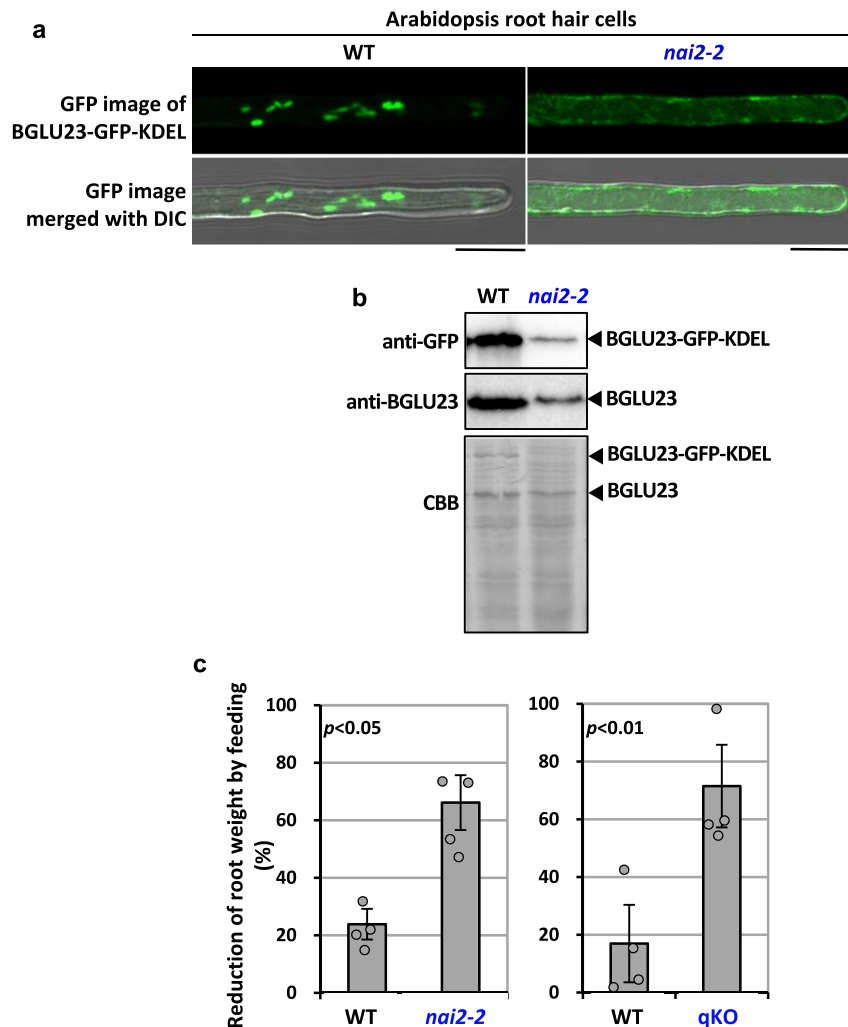 Arabidopsis root hair cells
a
WT
nai2-2
GFP image of
BGLU23-GFP-KDEL
GFP image
merged with DIC
b
WT nai2-2
anti-GFP
BGLU23-GFP-KDEL
anti-BGLU23
BGLU23
BGLU23-GFP-KDEL
BGLU23
CBB
c
Reduction of root weight by feeding
(%)
100
80
60
40
20
0
p<0.05
WT
nai2-2
100
80
60
40
20
0
p<0.01
WT
qKO